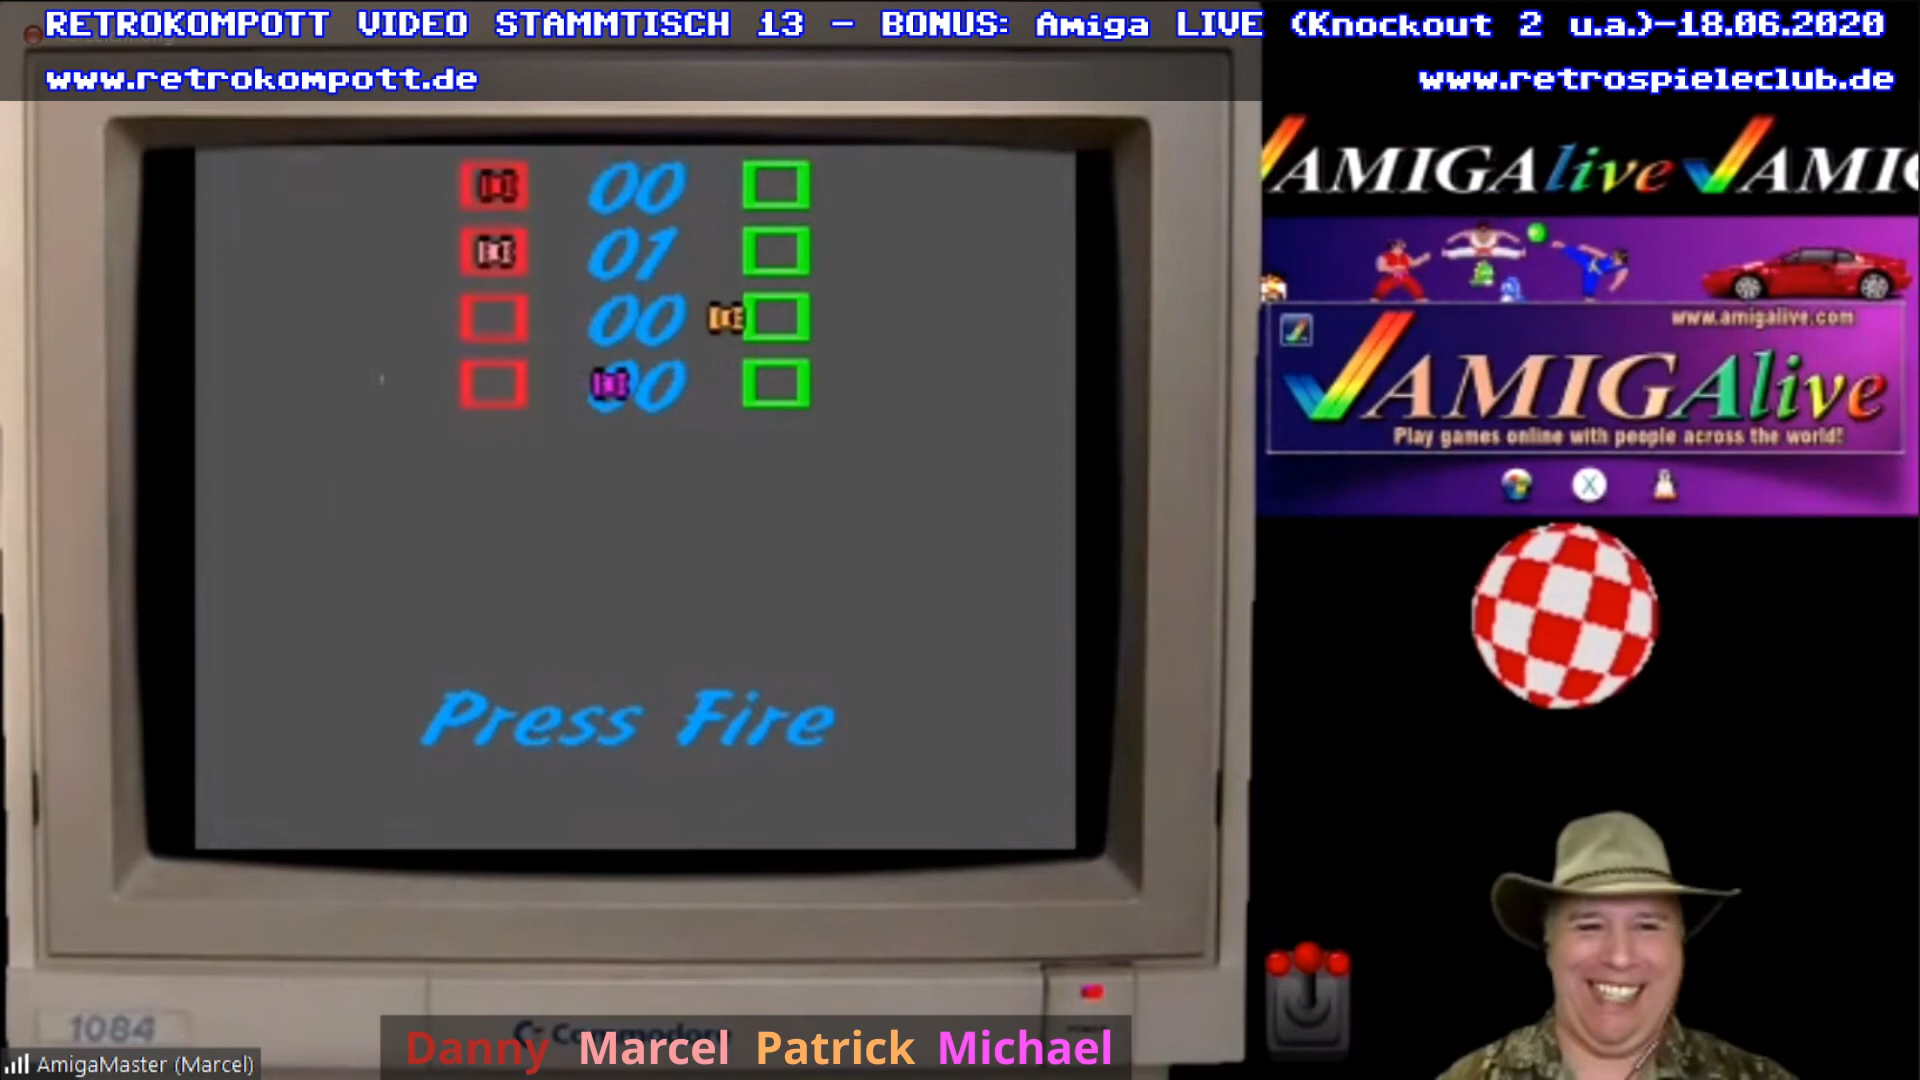 RETROKOMPOTT VIDEO STAMMTISCH 13 - BONUS: Amiga LIVE (Knockout 2 u.a.)-18.06.2020
www.retrokompott.de
www.retrospieleclub.de
AMIGAlive AMI
00
01
00
00
www.amigalive.com
AMIGAlive
Play games online with people across the world!
X
Press Fire
1084
Commodore
Danny Marcel Patrick Michael
AmigaMaster (Marcel)